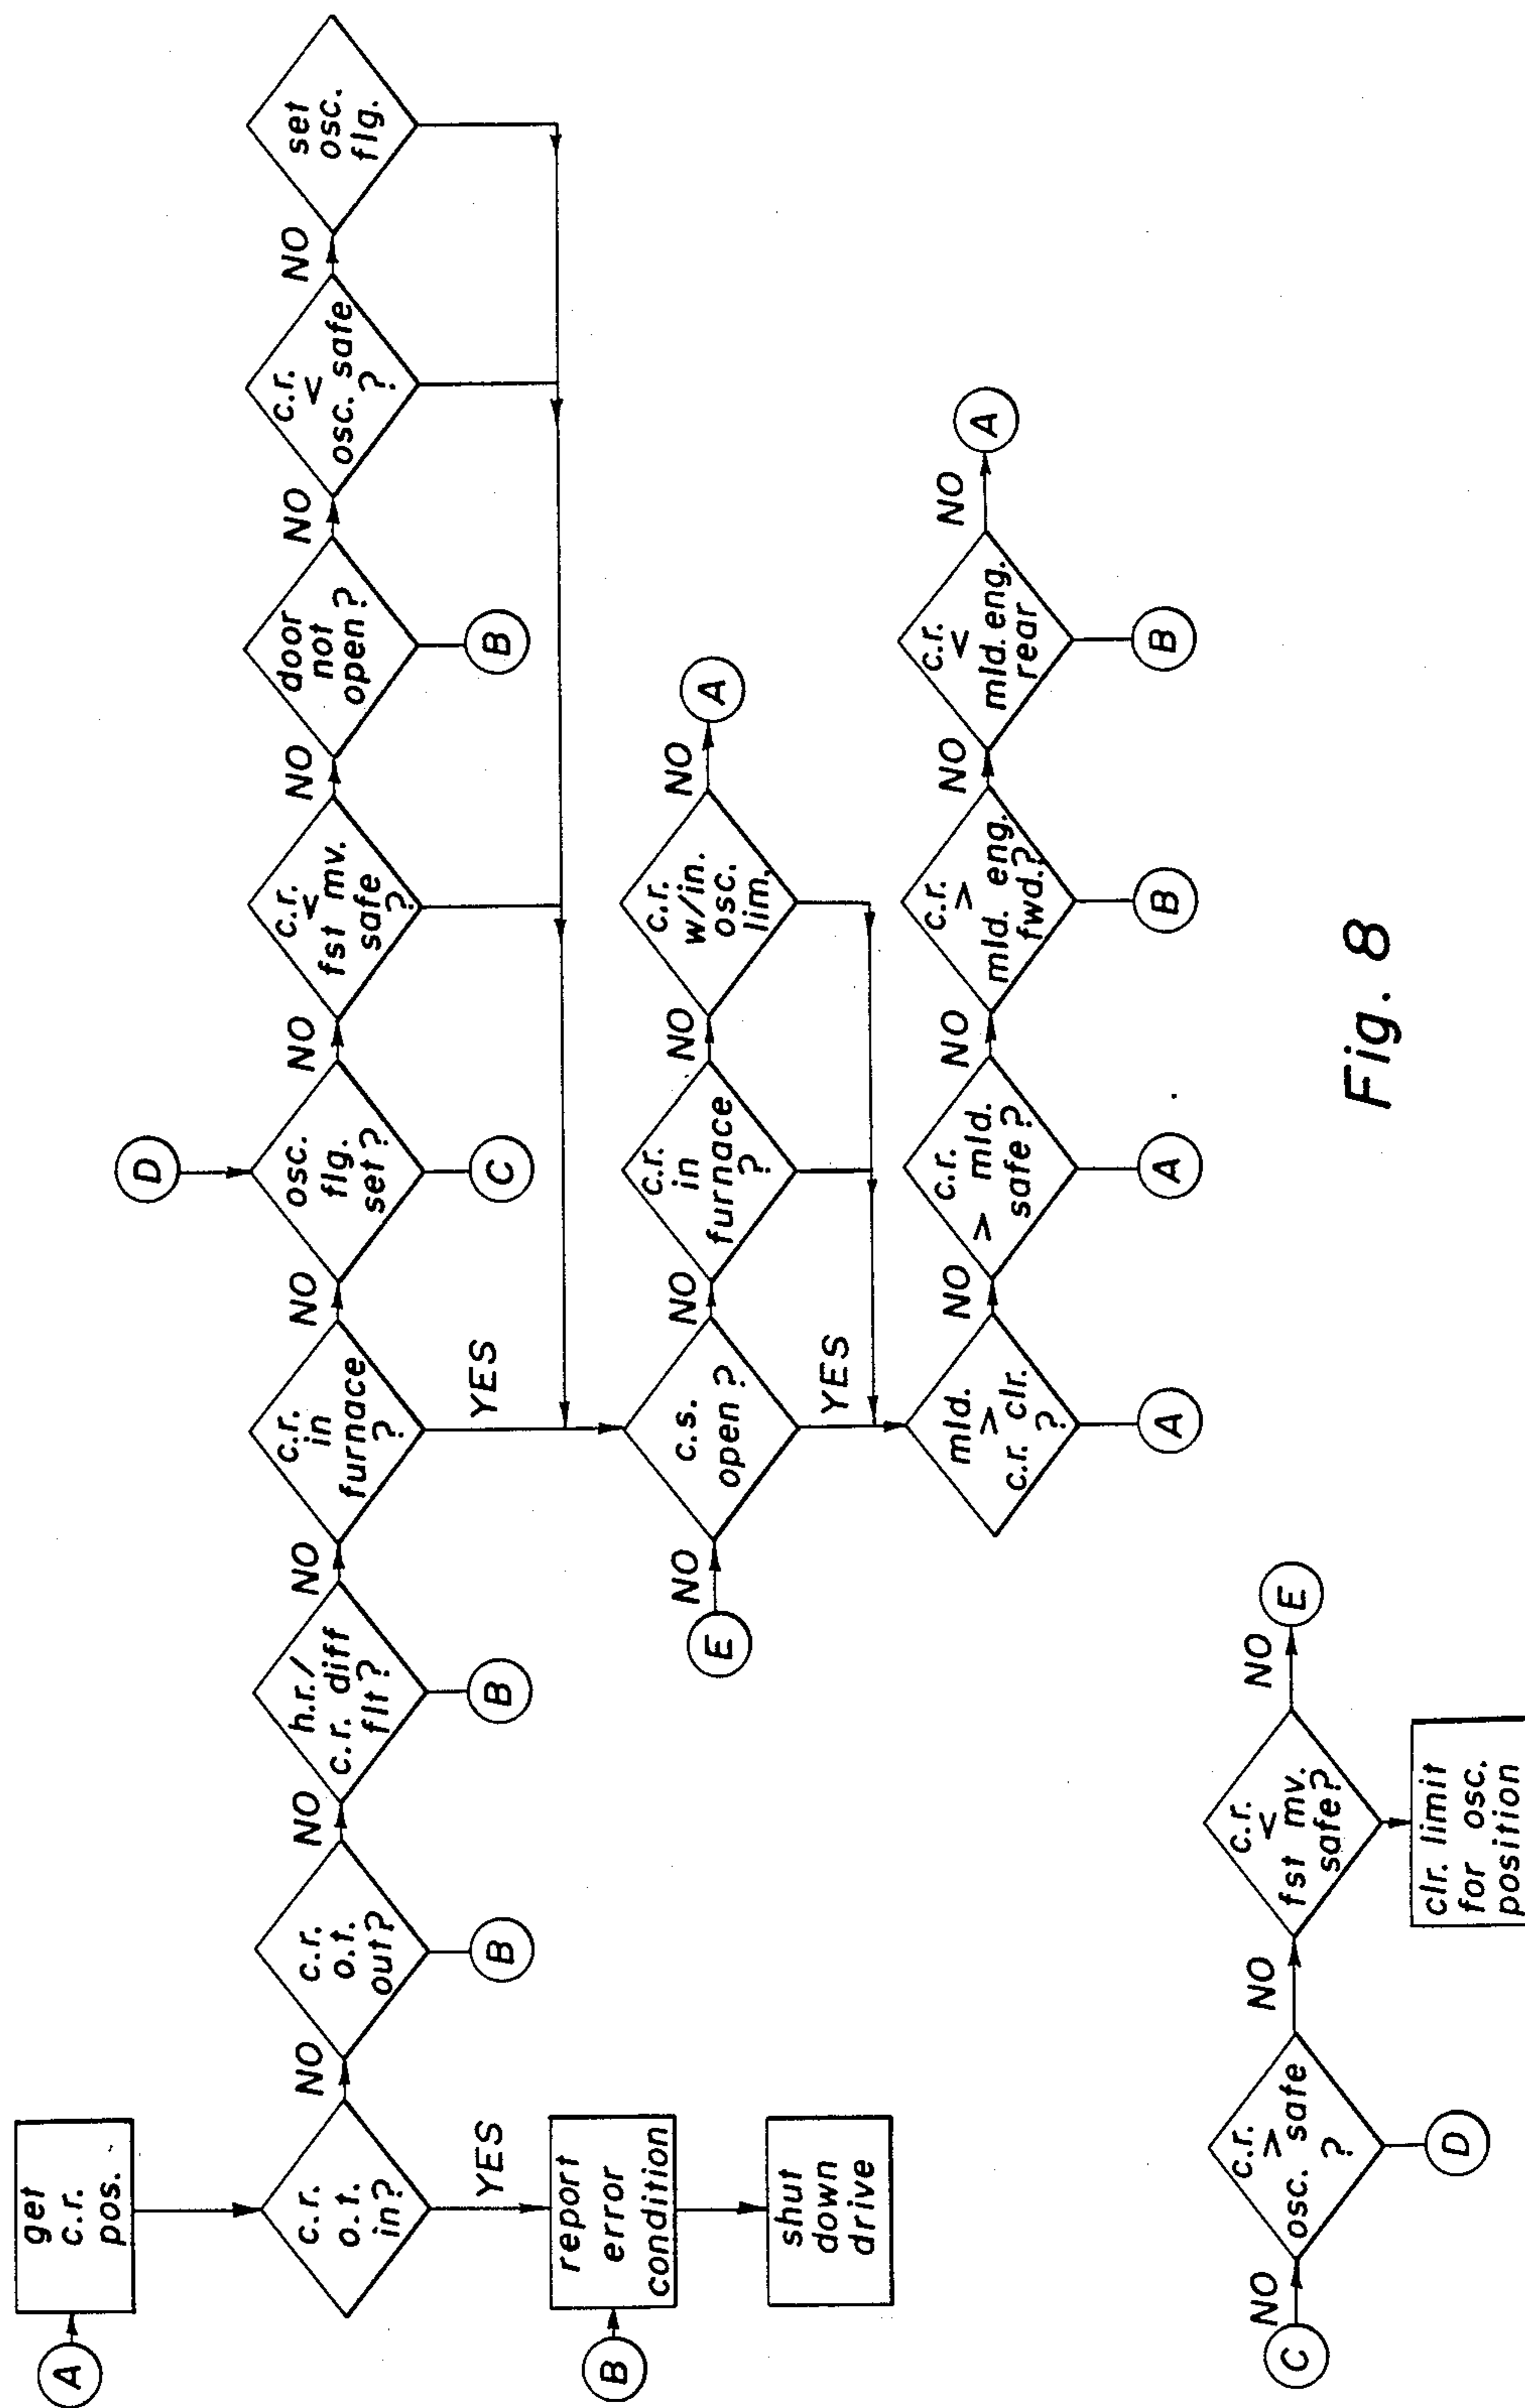 A
get
c.r.
pos.
c.r.
o.t.
in?
NO
c.r.
o.t.
out?
B
NO
h.r./
c.r. diff
flt?
B
NO
c.r.
in
furnace
?
NO
D
osc.
flg.
set?
C
NO
c.r.
<
fst mv.
safe
?
NO
door
not
open?
B
NO
c.r.
<
osc. safe
?
NO
set
osc.
flg.
YES
B
report
error
condition
shut
down
drive
YES
E
NO
c.s.
open?
NO
c.r.
in
furnace
?
NO
c.r.
w/in.
osc.
lim.
NO
A
YES
mld.
>
c.r. clr.
?
A
NO
c.r.
> mld.
safe?
A
NO
c.r.
>
mld. eng.
fwd.?
B
NO
c.r.
<
mld. eng.
rear
B
NO
A
C
NO
c.r.
>
osc. safe
?
D
NO
c.r.
<
fst mv.
safe?
NO
E
clr. limit
for osc.
position
Fig. 8